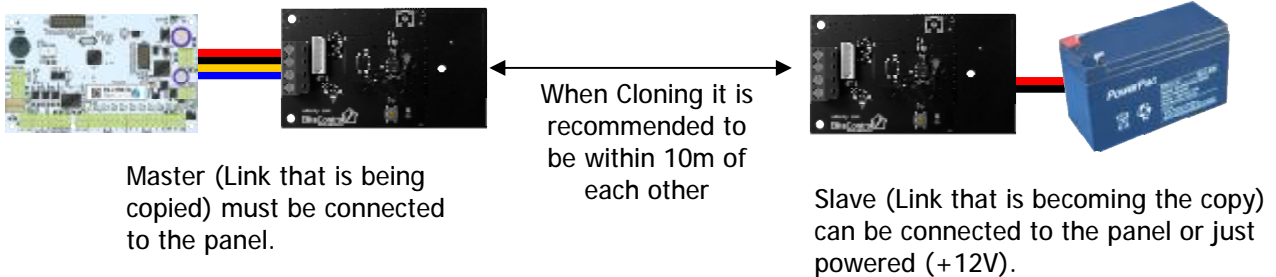 When Cloning it is
recommended to
be within 10m of
each other
Master (Link that is being
copied) must be connected
to the panel.
Slave (Link that is becoming the copy)
can be connected to the panel or just
powered (+12V).